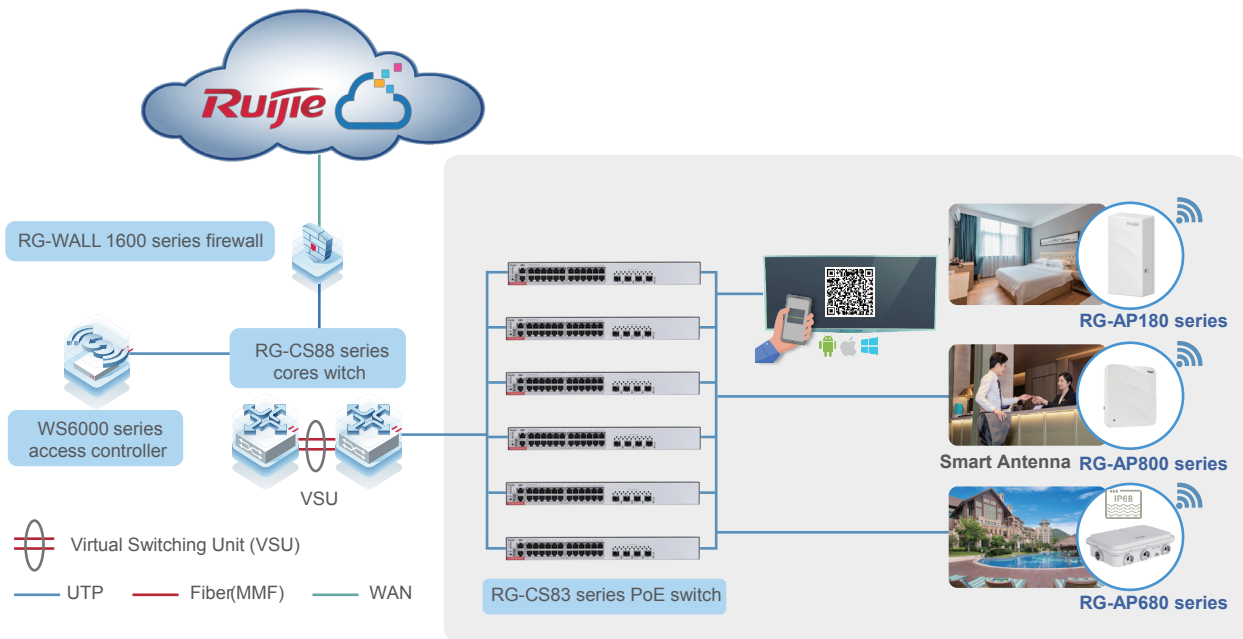 Ruijie
RG-WALL 1600 series firewall
RG-CS88 series
cores witch
WS6000 series
access controller
VSU
Virtual Switching Unit (VSU)
UTP
Fiber(MMF)
WAN
RG-CS83 series PoE switch
RG-AP180 series
Smart Antenna
RG-AP800 series
IP68
RG-AP680 series